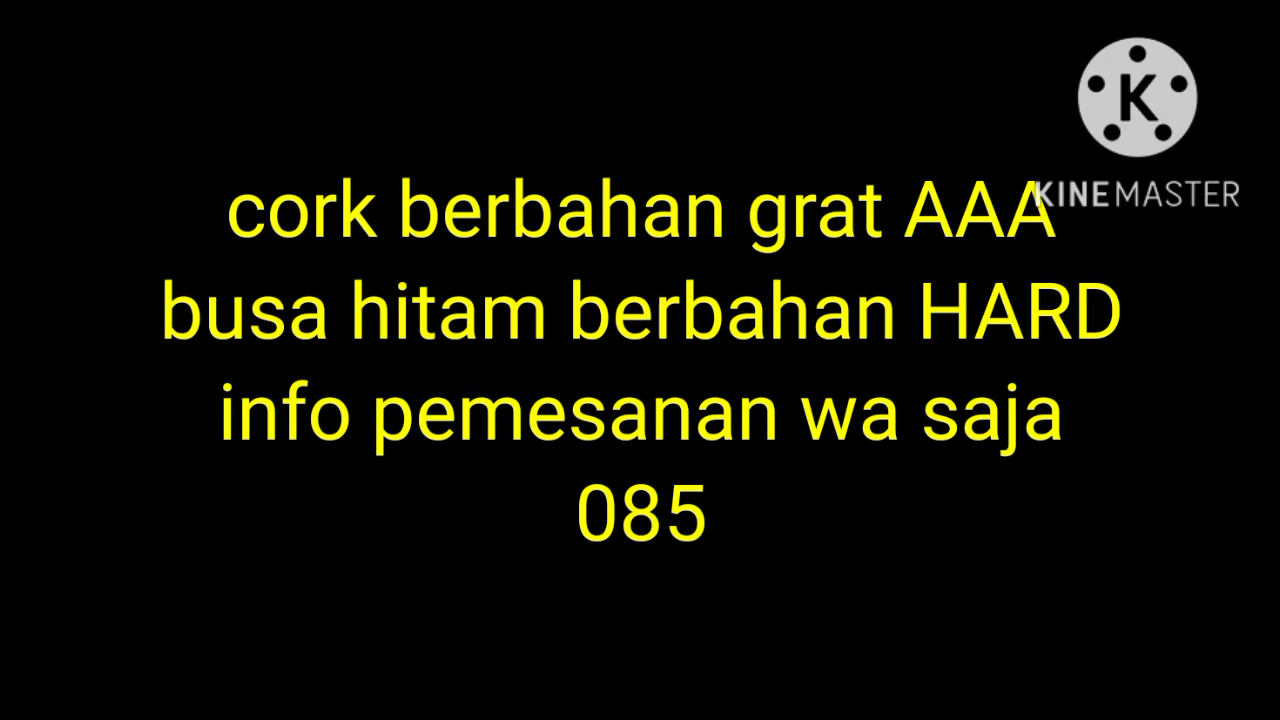 K
KINEMASTER
cork berbahan grat AAA
busa hitam berbahan HARD
info pemesanan wa saja
085